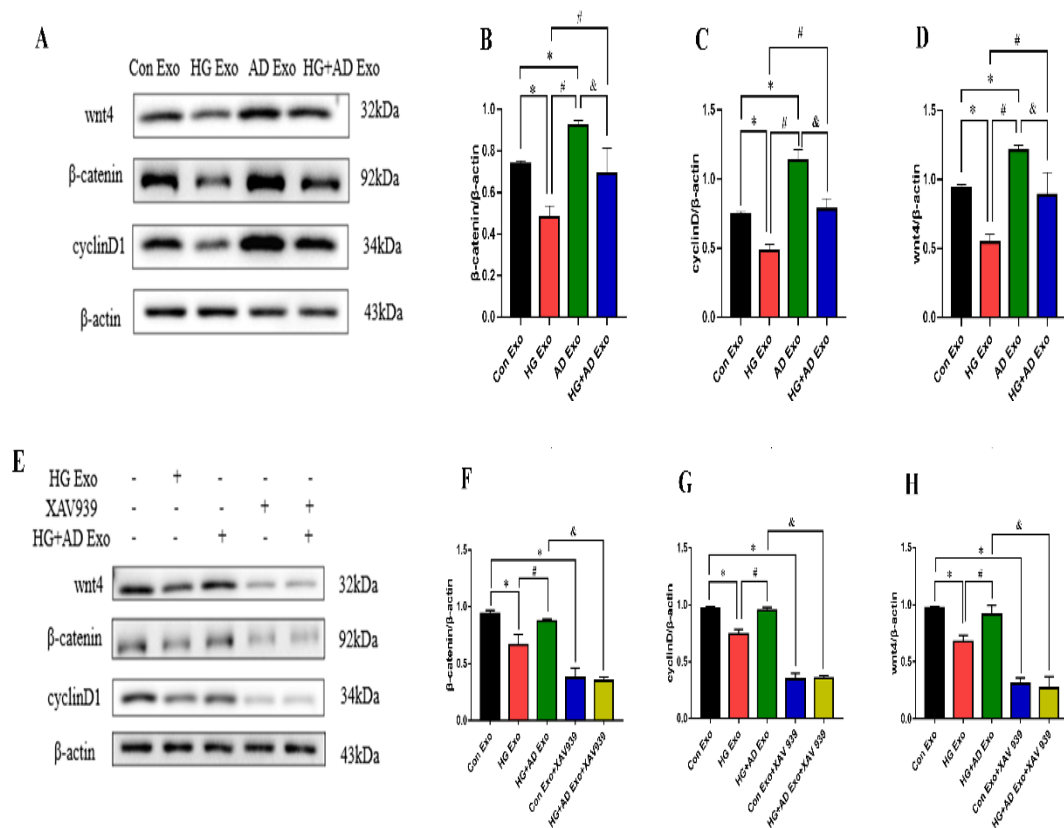 A
Con Exo HG Exo AD Exo HG+AD Exo
wnt4 32kDa
β-catenin 92kDa
cyclinD1 34kDa
β-actin 43kDa
B
#
*
* # &
β-catenin/β-actin
1.0
0.8
0.6
0.4
0.2
0.0
Con Exo
HG Exo
AD Exo
HG+AD Exo
C
#
*
* # &
cyclinD/β-actin
1.5
1.0
0.5
0.0
Con Exo
HG Exo
AD Exo
HG+AD Exo
D
#
*
* # &
wnt4/β-actin
1.5
1.0
0.5
0.0
Con Exo
HG Exo
AD Exo
HG+AD Exo
E
HG Exo - + - - -
XAV939 - - - + +
HG+AD Exo - - + - +
wnt4 32kDa
β-catenin 92kDa
cyclinD1 34kDa
β-actin 43kDa
F
&
*
* #
β-catenin/β-actin
1.5
1.0
0.5
0.0
Con Exo
HG Exo
HG+AD Exo
Con Exo+XAV939
HG+AD Exo+XAV939
G
&
*
* #
cyclinD/β-actin
1.5
1.0
0.5
0.0
Con Exo
HG Exo
HG+AD Exo
Con Exo+XAV 939
HG+AD Exo+XAV 939
H
&
*
* #
wnt4/β-actin
1.5
1.0
0.5
0.0
Con Exo
HG Exo
HG+AD Exo
Con Exo+XAV 939
HG+AD Exo+XAV 939